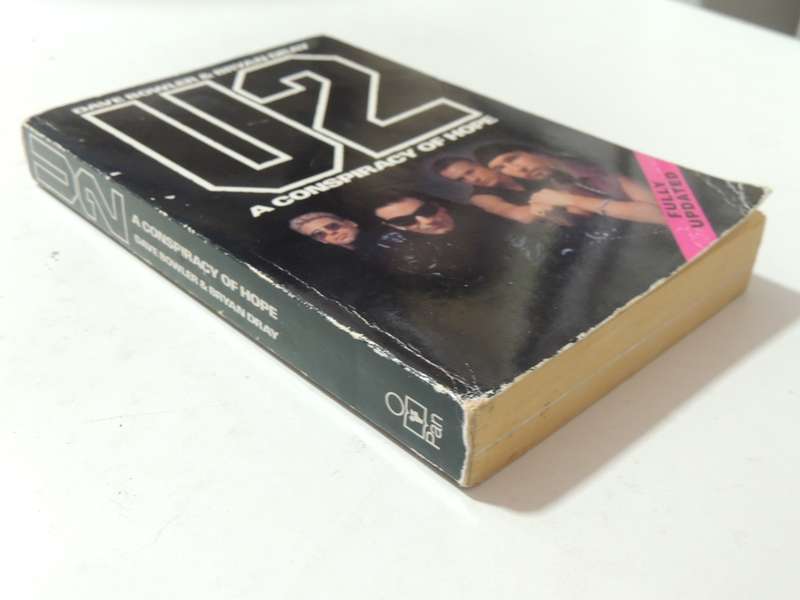 DAVE BOWLER & BRYAN DRAY
U2
A CONSPIRACY OF HOPE
FULLY
UPDATED
U2
A CONSPIRACY OF HOPE
DAVE BOWLER & BRYAN DRAY
Pan